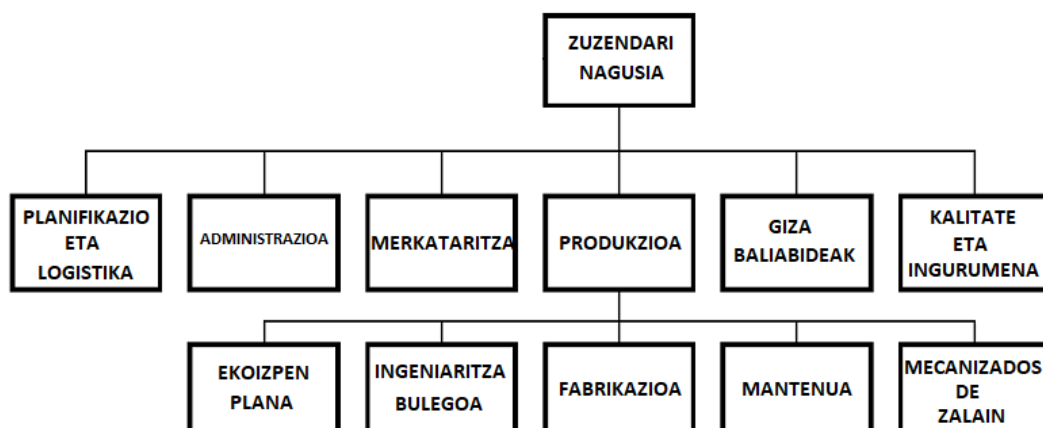 ZUZENDARI
NAGUSIA
PLANIFIKAZIO
ETA
LOGISTIKA
ADMINISTRAZIOA
MERKATARITZA
PRODUKZIOA
GIZA
BALIABIDEAK
KALITATE
ETA
INGURUMENA
EKOIZPEN
PLANA
INGENIARITZA
BULEGOA
FABRIKAZIOA
MANTENUA
MECANIZADOS
DE
ZALAIN